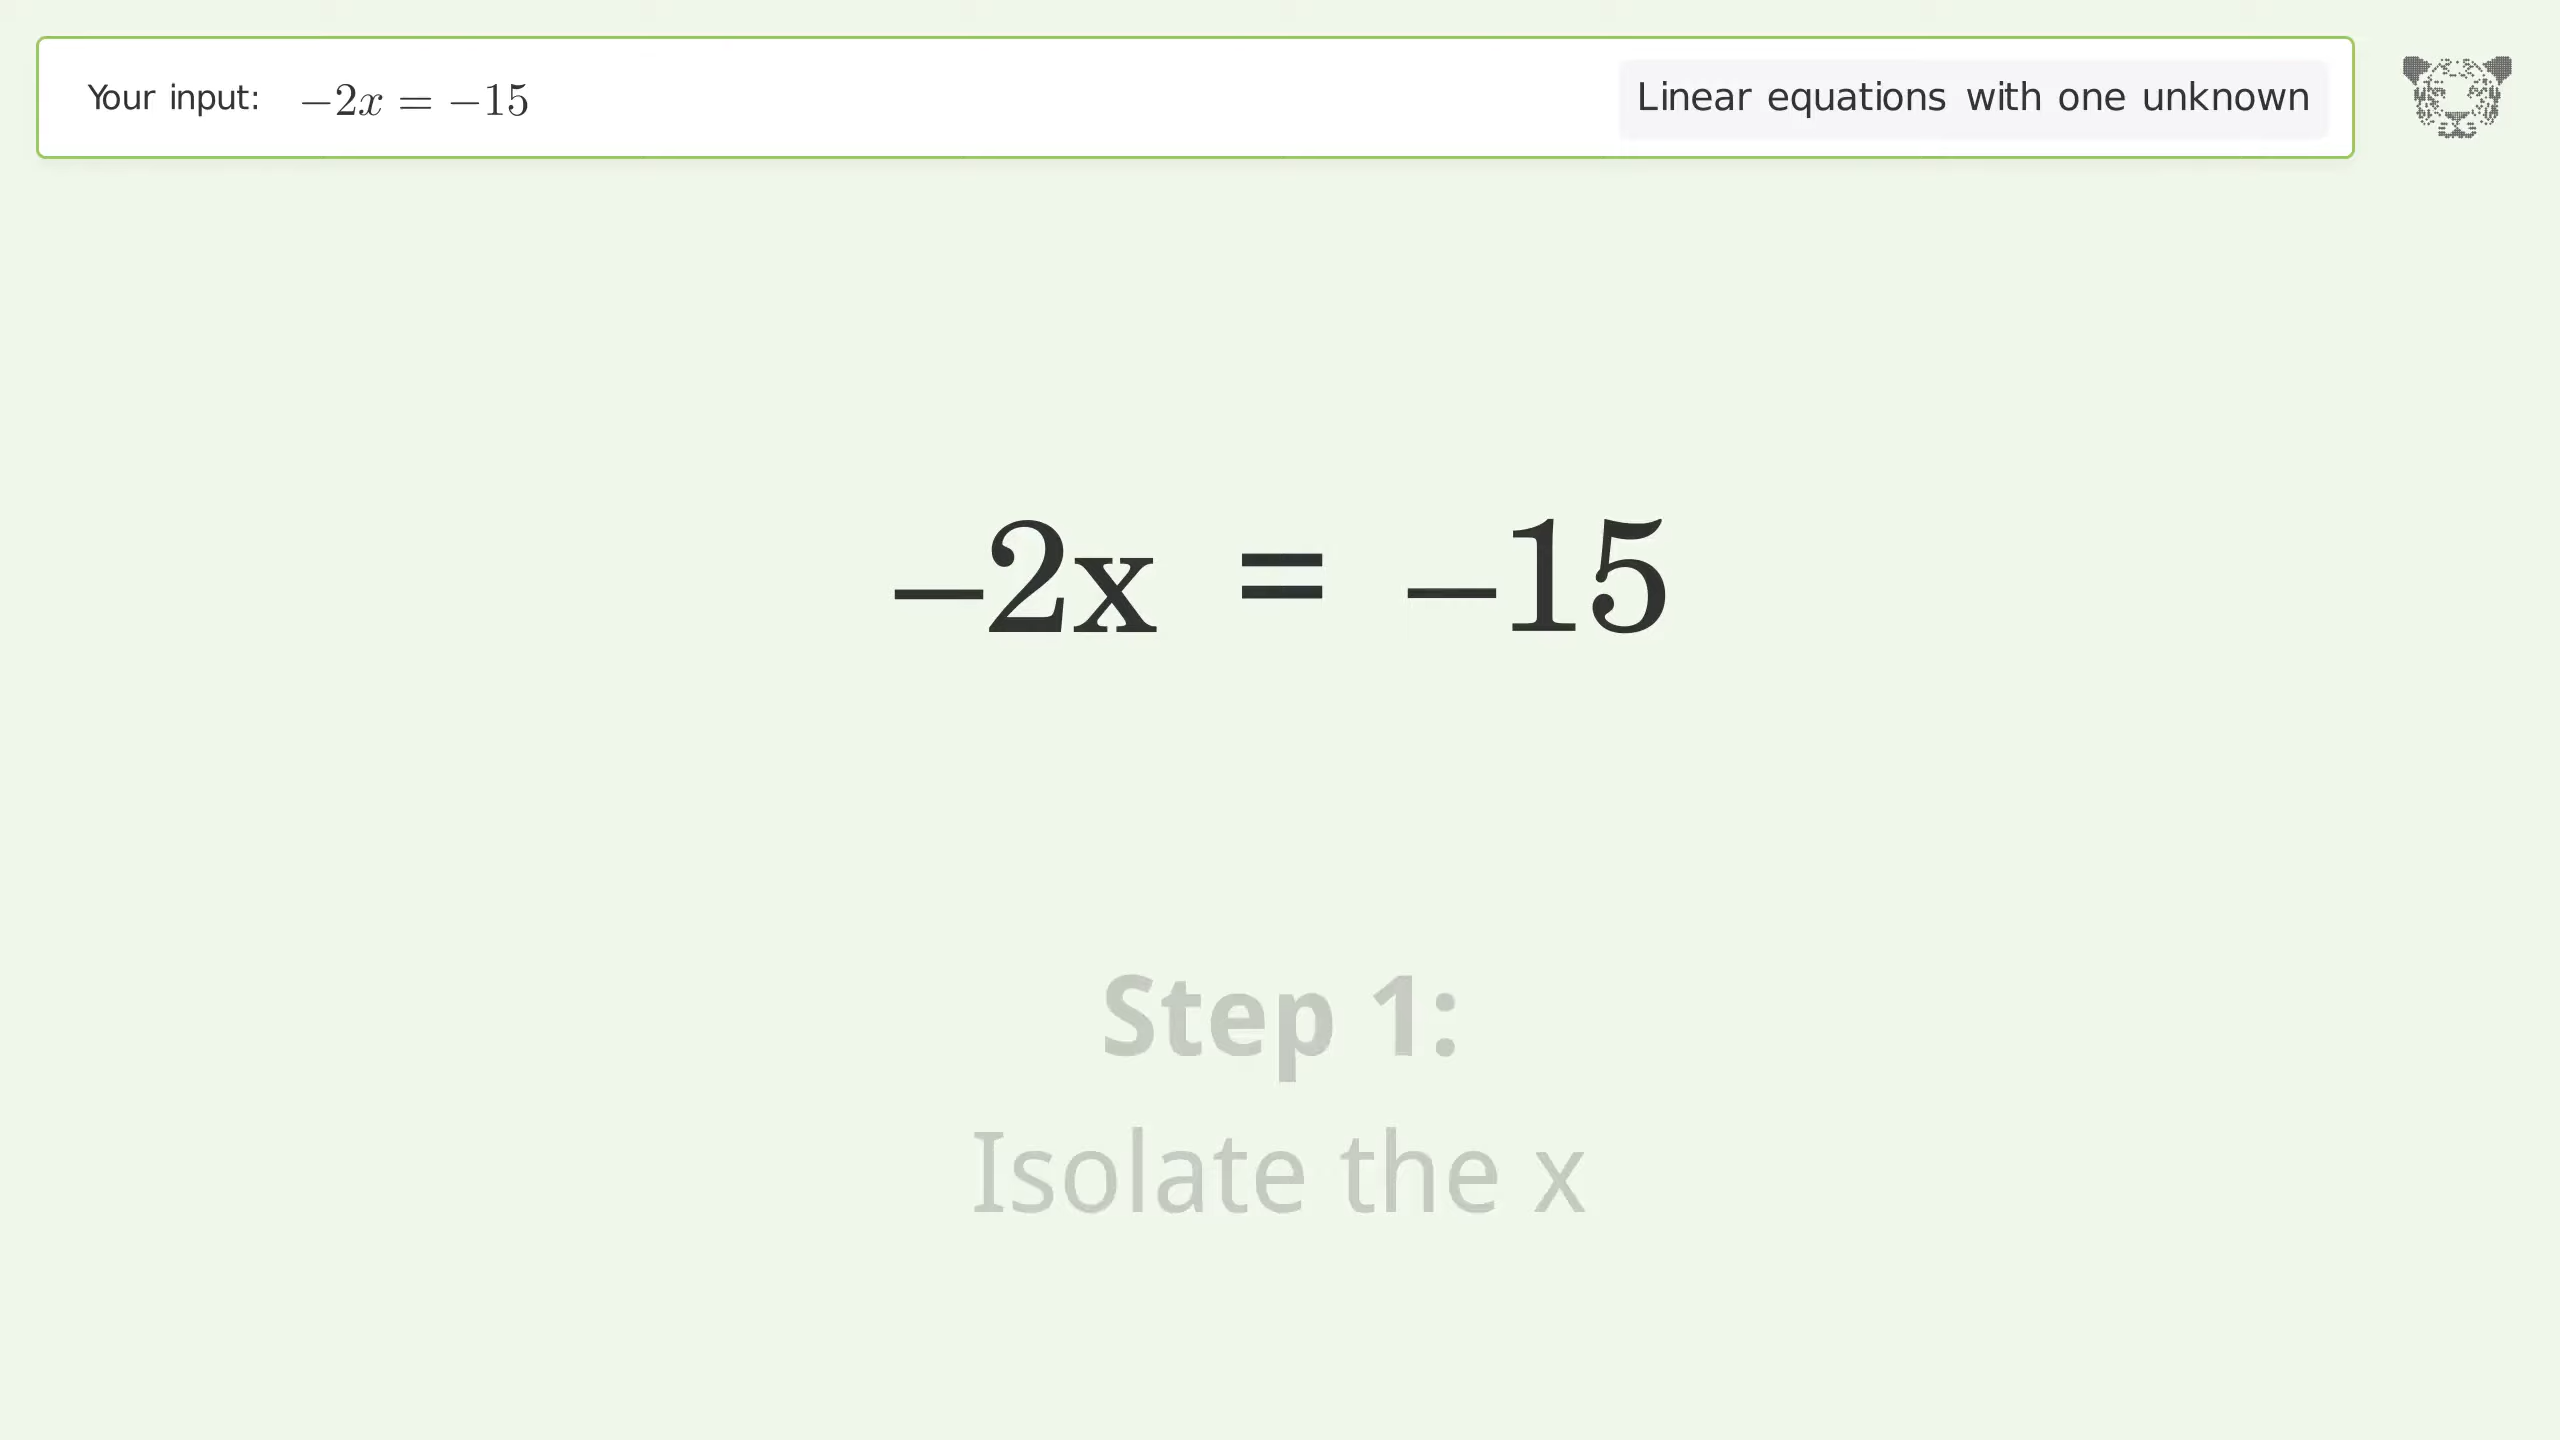 Your input: −2x = −15
Linear equations with one unknown
−2x = −15
Step 1:
Isolate the x